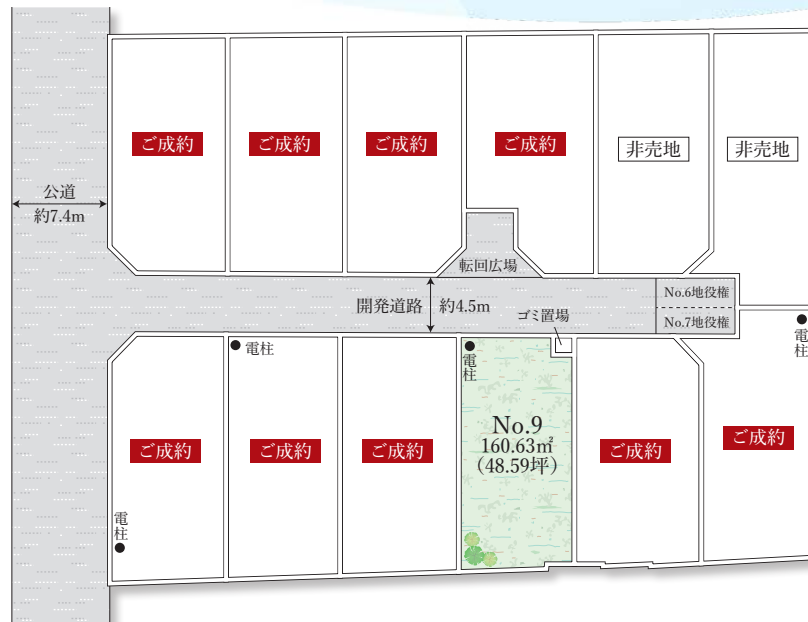 ご成約
ご成約
ご成約
ご成約
非売地
非売地
公道
約7.4m
転回広場
開発道路
約4.5m
ゴミ置場
No.6地役権
No.7地役権
電柱
電柱
電柱
No.9
160.63㎡
(48.59坪)
ご成約
ご成約
ご成約
ご成約
ご成約
電柱